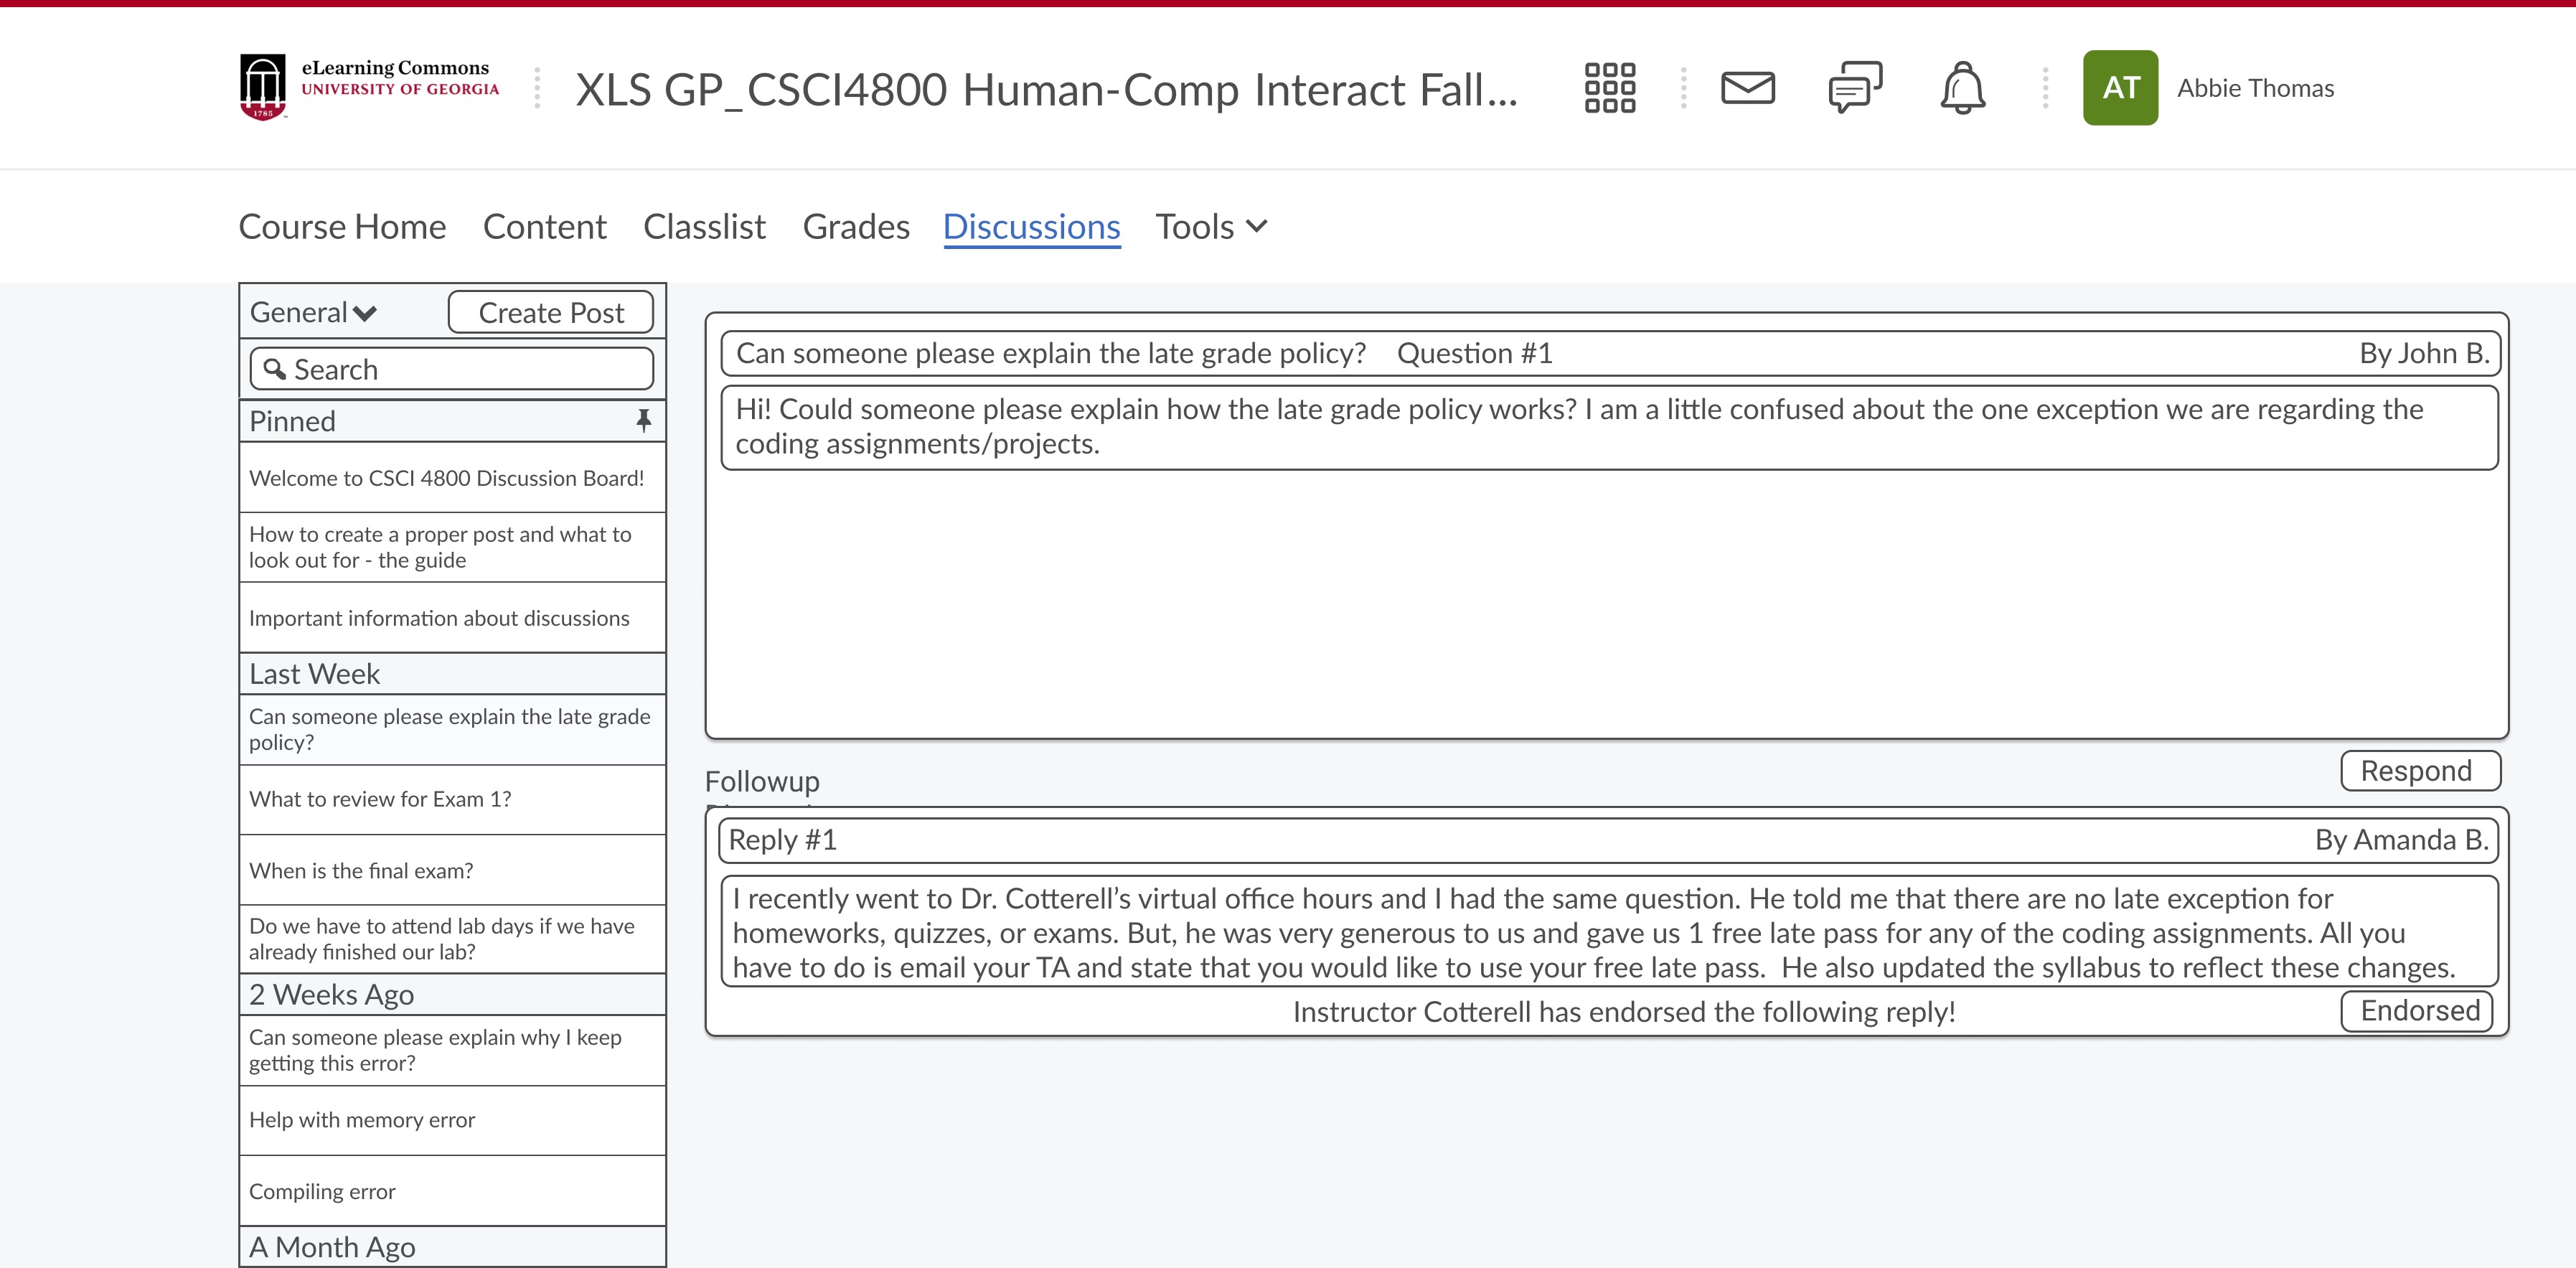 eLearning Commons
UNIVERSITY OF GEORGIA
1785
XLS GP_CSCI4800 Human-Comp Interact Fall...
AT
Abbie Thomas
Course Home
Content
Classlist
Grades
Discussions
Tools
General
Create Post
Search
Pinned
Welcome to CSCI 4800 Discussion Board!
How to create a proper post and what to
look out for - the guide
Important information about discussions
Last Week
Can someone please explain the late grade
policy?
What to review for Exam 1?
When is the final exam?
Do we have to attend lab days if we have
already finished our lab?
2 Weeks Ago
Can someone please explain why I keep
getting this error?
Help with memory error
Compiling error
A Month Ago
Can someone please explain the late grade policy? Question #1
By John B.
Hi! Could someone please explain how the late grade policy works? I am a little confused about the one exception we are regarding the
coding assignments/projects.
Followup
Respond
Reply #1
By Amanda B.
I recently went to Dr. Cotterell’s virtual office hours and I had the same question. He told me that there are no late exception for
homeworks, quizzes, or exams. But, he was very generous to us and gave us 1 free late pass for any of the coding assignments. All you
have to do is email your TA and state that you would like to use your free late pass.  He also updated the syllabus to reflect these changes.
Instructor Cotterell has endorsed the following reply!
Endorsed